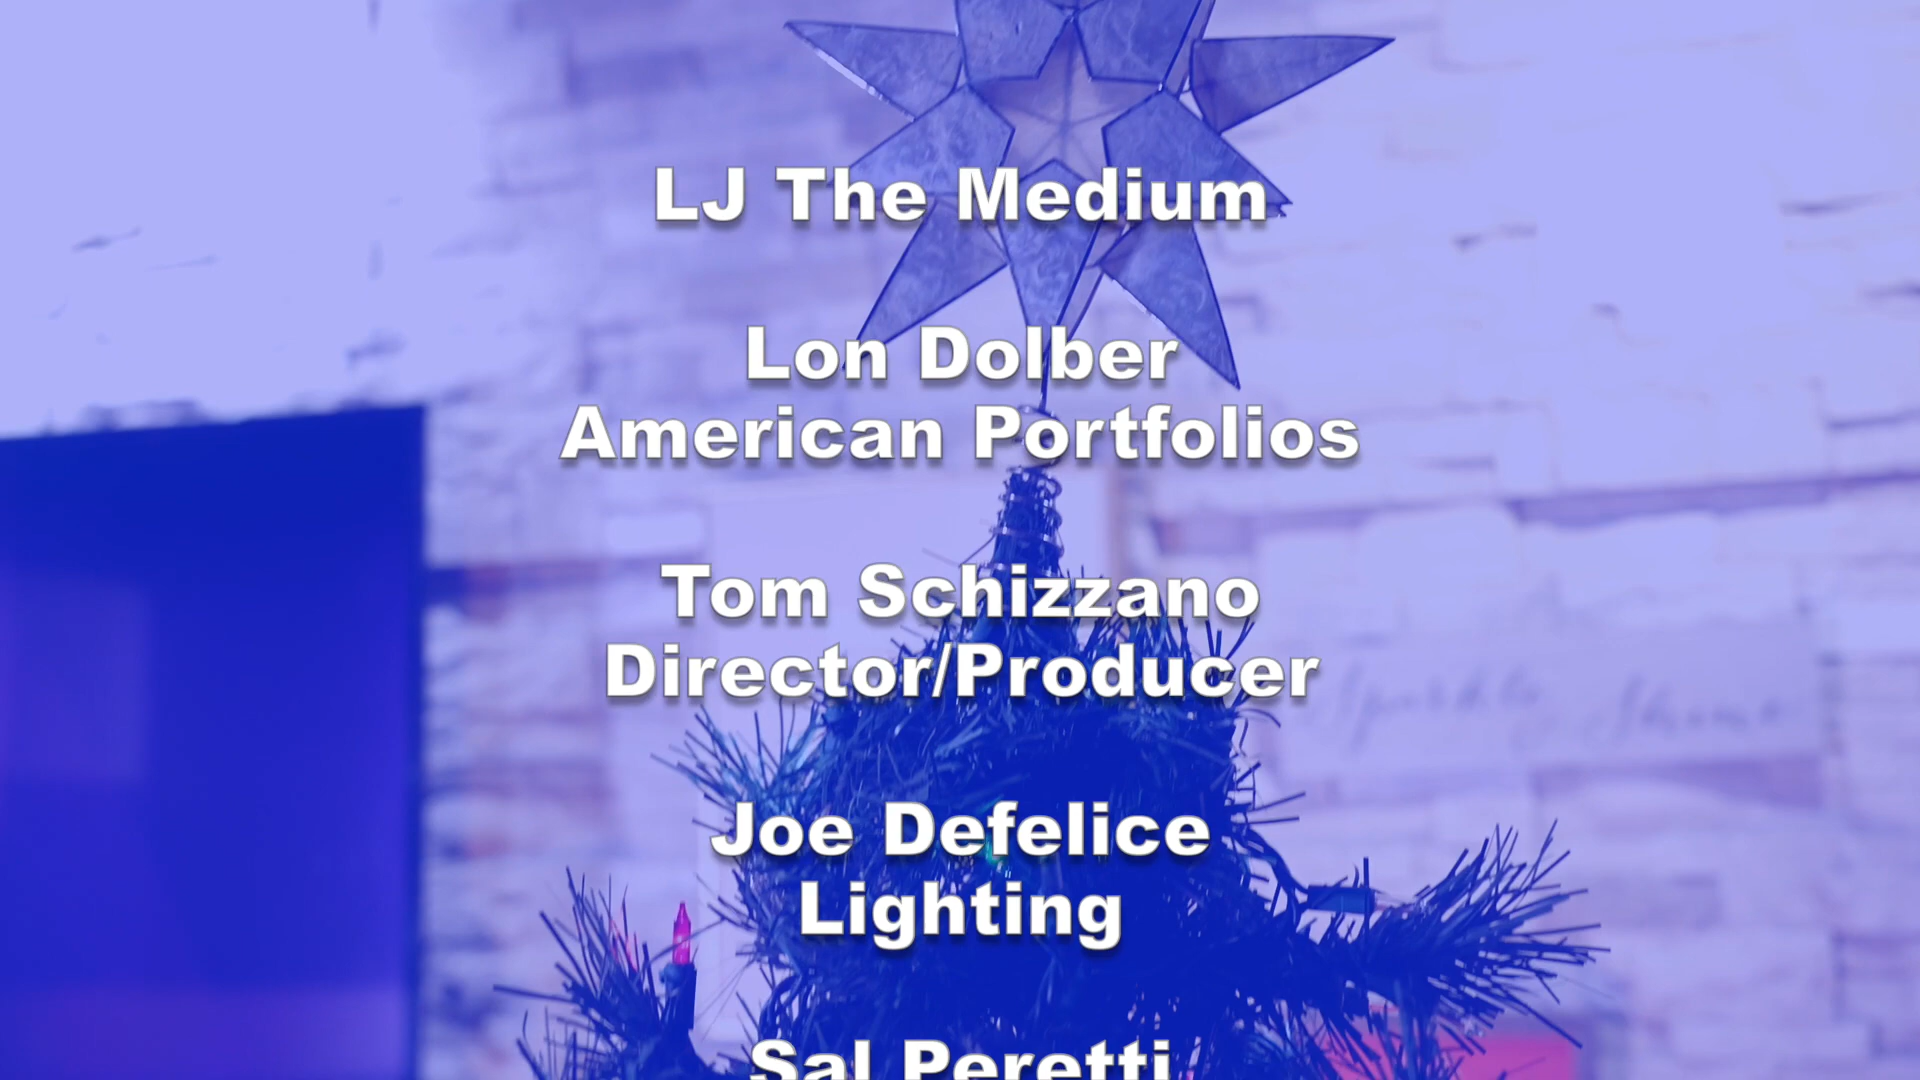 LJ The Medium
Lon Dolber
American Portfolios
Tom Schizzano
Director/Producer
Joe Defelice
Lighting
Sal Peretti